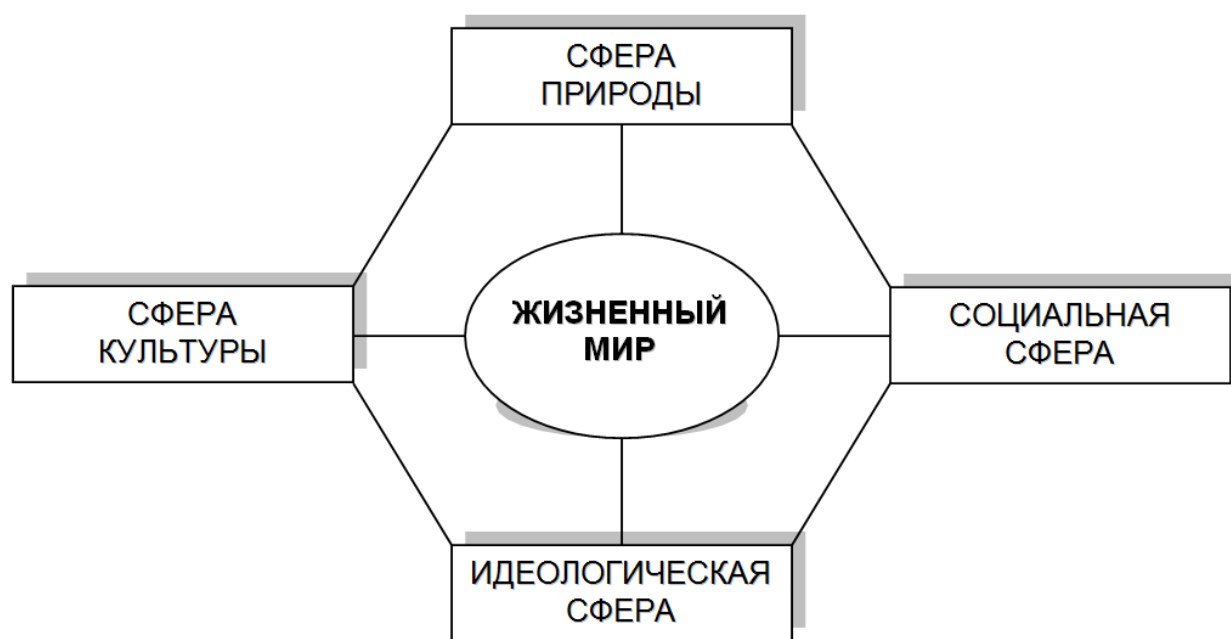 СФЕРА
ПРИРОДЫ
СФЕРА
КУЛЬТУРЫ
ЖИЗНЕННЫЙ
МИР
СОЦИАЛЬНАЯ
СФЕРА
ИДЕОЛОГИЧЕСКАЯ
СФЕРА